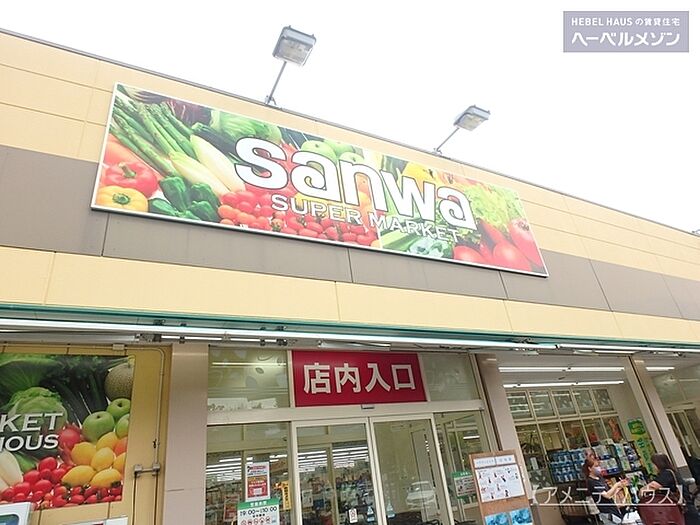 HEBEL HAUS の賃貸住宅
ヘーベルメゾン
sanwa
SUPER MARKET
店内入口
KET
IOUS
【アメニティハウス】